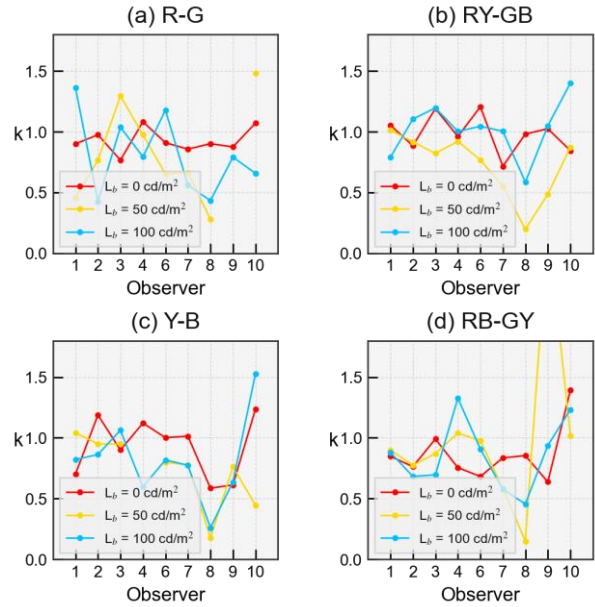 (a) R-G
1.5
k
1.0
0.5
0.0
L_b = 0 cd/m²
L_b = 50 cd/m²
L_b = 100 cd/m²
1 2 3 4 5 6 7 8 9 10
Observer
(b) RY-GB
1.5
k
1.0
0.5
0.0
L_b = 0 cd/m²
L_b = 50 cd/m²
L_b = 100 cd/m²
1 2 3 4 5 6 7 8 9 10
Observer
(c) Y-B
1.5
k
1.0
0.5
0.0
L_b = 0 cd/m²
L_b = 50 cd/m²
L_b = 100 cd/m²
1 2 3 4 5 6 7 8 9 10
Observer
(d) RB-GY
1.5
k
1.0
0.5
0.0
L_b = 0 cd/m²
L_b = 50 cd/m²
L_b = 100 cd/m²
1 2 3 4 5 6 7 8 9 10
Observer